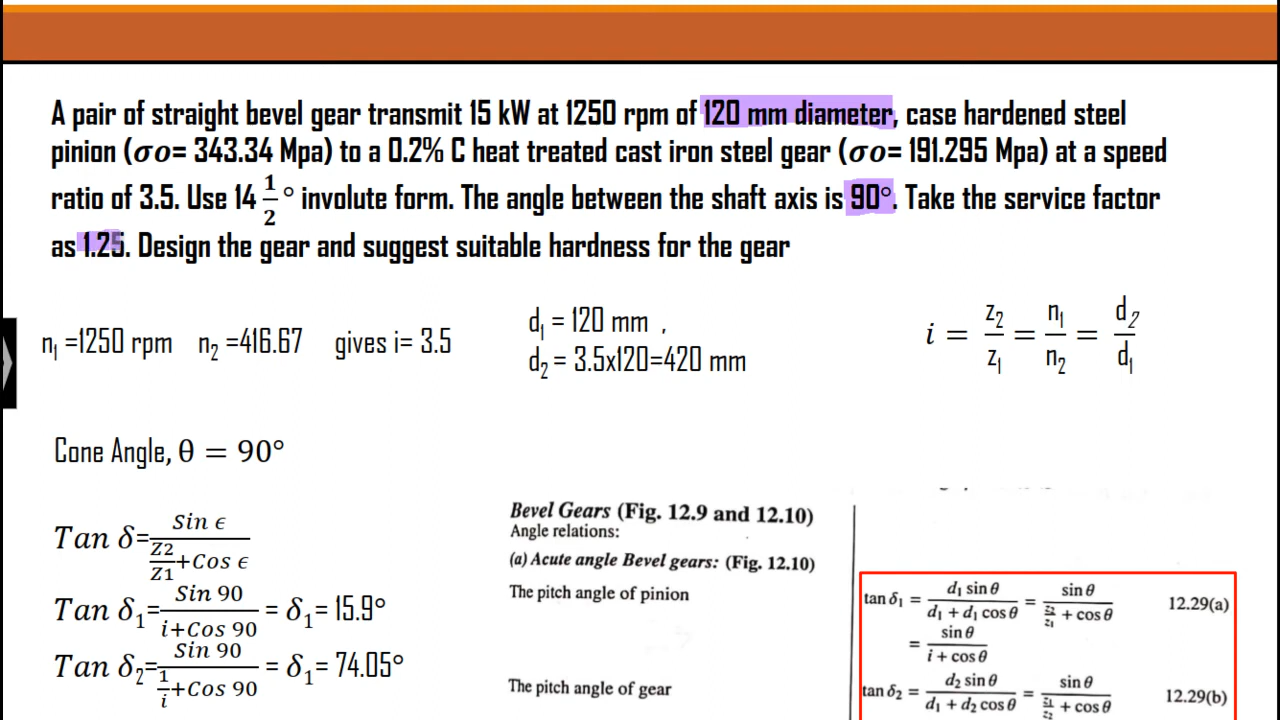 A pair of straight bevel gear transmit 15 kW at 1250 rpm of 120 mm diameter, case hardened steel
pinion (σo= 343.34 Mpa) to a 0.2% C heat treated cast iron steel gear (σo= 191.295 Mpa) at a speed
ratio of 3.5. Use 14 1/2 ° involute form. The angle between the shaft axis is 90°. Take the service factor
as 1.25. Design the gear and suggest suitable hardness for the gear
n₁ =1250 rpm n₂ =416.67 gives i= 3.5
d₁ = 120 mm ,
d₂ = 3.5x120=420 mm
i = z₂/z₁ = n₁/n₂ = d₂/d₁
Cone Angle, θ = 90°
Tan δ= Sin ϵ / (Z2/Z1 +Cos ϵ)
Tan δ₁= Sin 90 / (i+Cos 90) = δ₁= 15.9°
Tan δ₂= Sin 90 / (1/i +Cos 90) = δ₁= 74.05°
Bevel Gears (Fig. 12.9 and 12.10)
Angle relations:
(a) Acute angle Bevel gears: (Fig. 12.10)
The pitch angle of pinion
tan δ₁ = d₁ sin θ / (d₁ + d₁ cos θ) = sin θ / (z₂/z₁ + cos θ) 12.29(a)
= sin θ / (i + cos θ)
The pitch angle of gear
tan δ₂ = d₂ sin θ / (d₁ + d₂ cos θ) = sin θ / (z₁/z₂ + cos θ) 12.29(b)